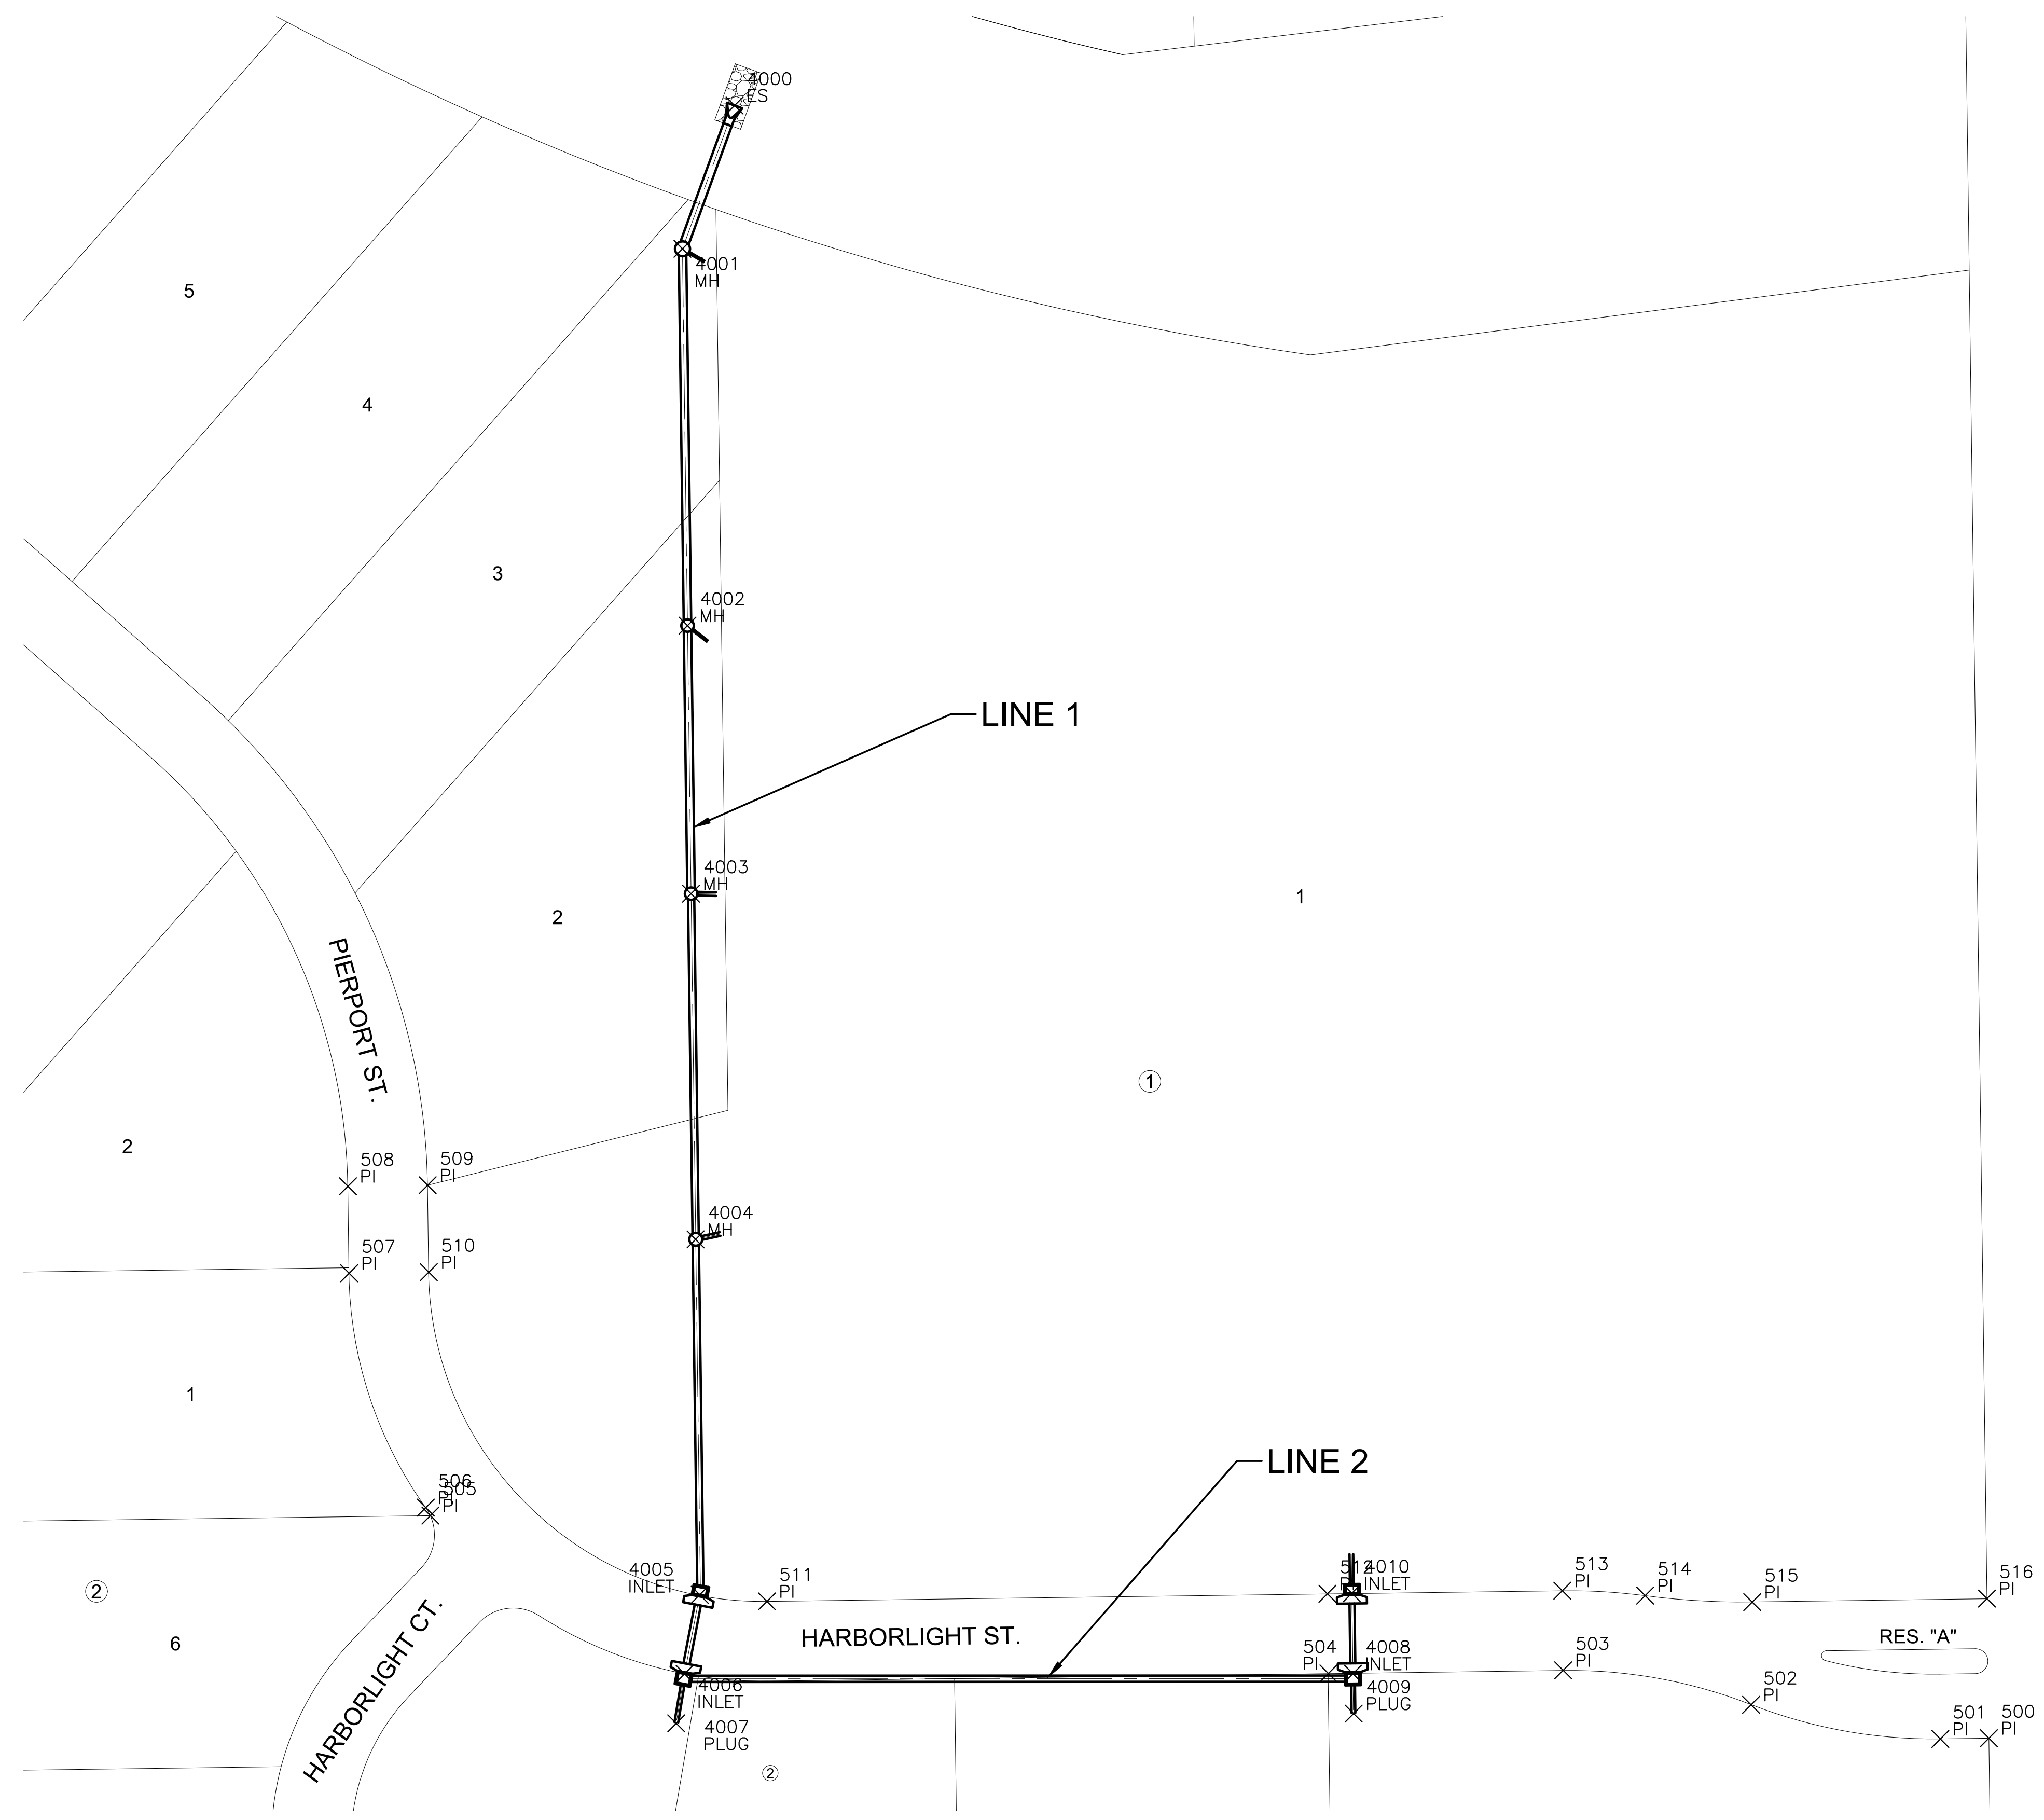 4000
ES
4001
MH
5
4
3
4002
MH
LINE 1
4003
MH
1
2
PIERPORT ST.
1
2
508
PI
509
PI
4004
MH
507
PI
510
PI
1
LINE 2
506
PI
505
PI
4005
INLET
511
PI
512
PI
4010
INLET
513
PI
514
PI
515
PI
516
PI
2
6
HARBORLIGHT CT.
HARBORLIGHT ST.
RES. "A"
504
PI
4008
INLET
503
PI
4006
INLET
4009
PLUG
502
PI
4007
PLUG
501
PI
500
PI
2